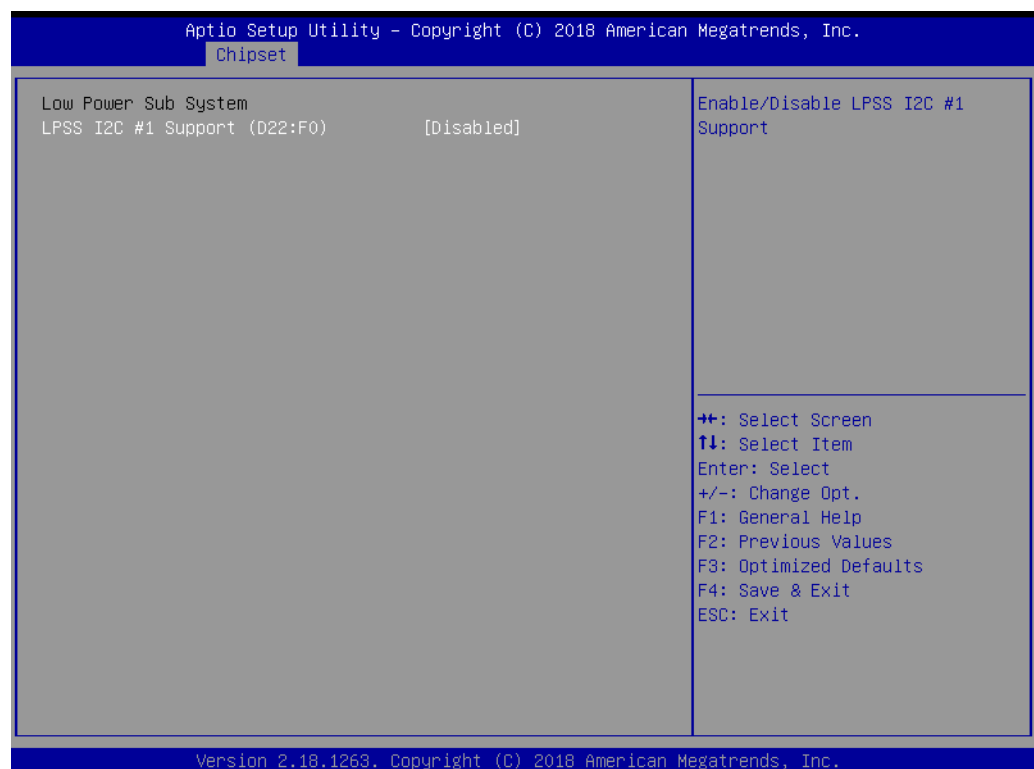 Aptio Setup Utility – Copyright (C) 2018 American Megatrends, Inc.
Chipset
Low Power Sub System
LPSS I2C #1 Support (D22:F0) [Disabled]
Enable/Disable LPSS I2C #1
Support
→←: Select Screen
↑↓: Select Item
Enter: Select
+/-: Change Opt.
F1: General Help
F2: Previous Values
F3: Optimized Defaults
F4: Save & Exit
ESC: Exit
Version 2.18.1263. Copyright (C) 2018 American Megatrends, Inc.